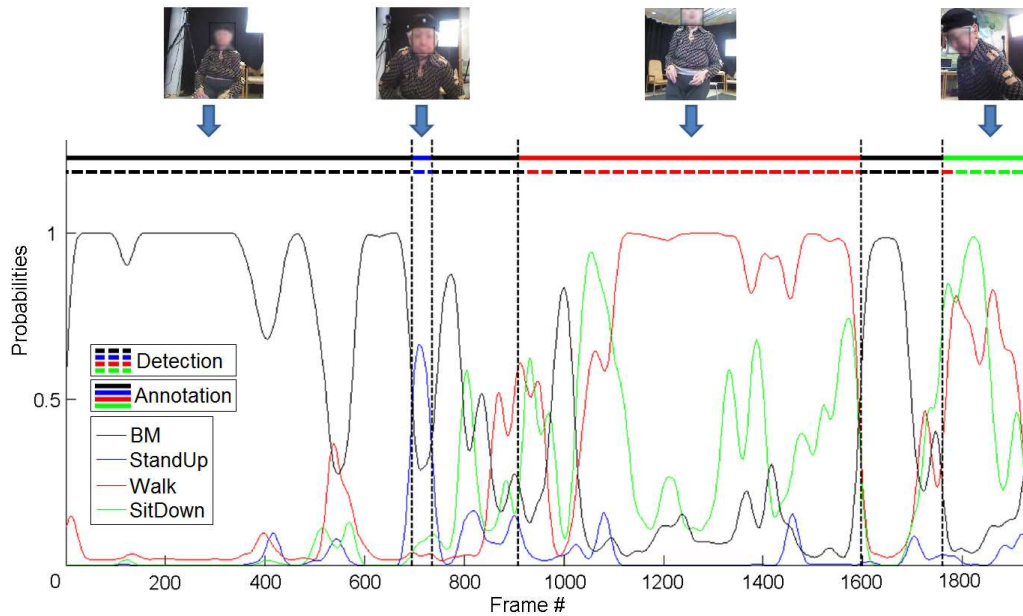 Probabilities
1
0.5
Detection
Annotation
BM
StandUp
Walk
SitDown
0 200 400 600 800 1000 1200 1400 1600 1800
Frame #